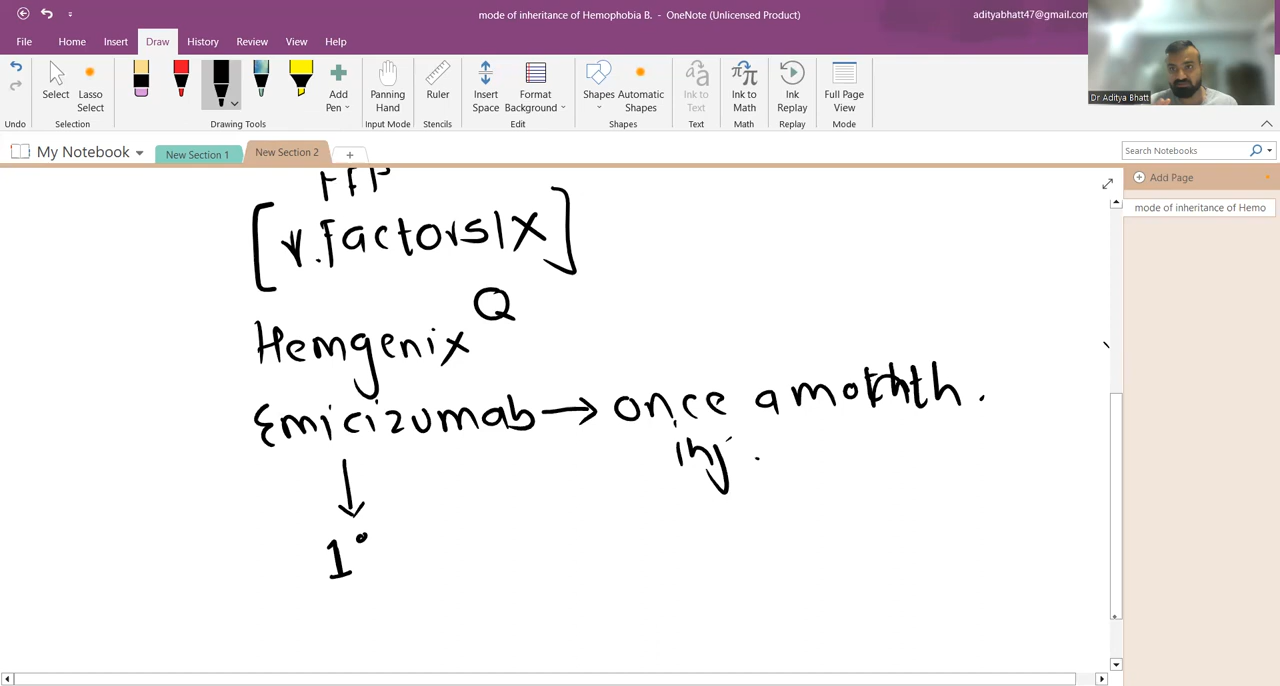 mode of inheritance of Hemophobia B. - OneNote (Unlicensed Product)
adityabhatt47@gmail.com
File Home Insert Draw History Review View Help
Dr Aditya Bhatt
Select
Lasso Select
Add Pen
Panning Hand
Ruler
Insert Space
Format Background
Shapes
Automatic Shapes
Ink to Text
Ink to Math
Ink Replay
Full Page View
Undo Selection Drawing Tools Input Mode Stencils Edit Shapes Text Math Replay Mode
My Notebook New Section 1 New Section 2
Search Notebooks
Add Page
mode of inheritance of Hemo
FFP
[r.FactorsIX]
Q
Hemgenix
Emicizumab → once a
inj.
↓
1°